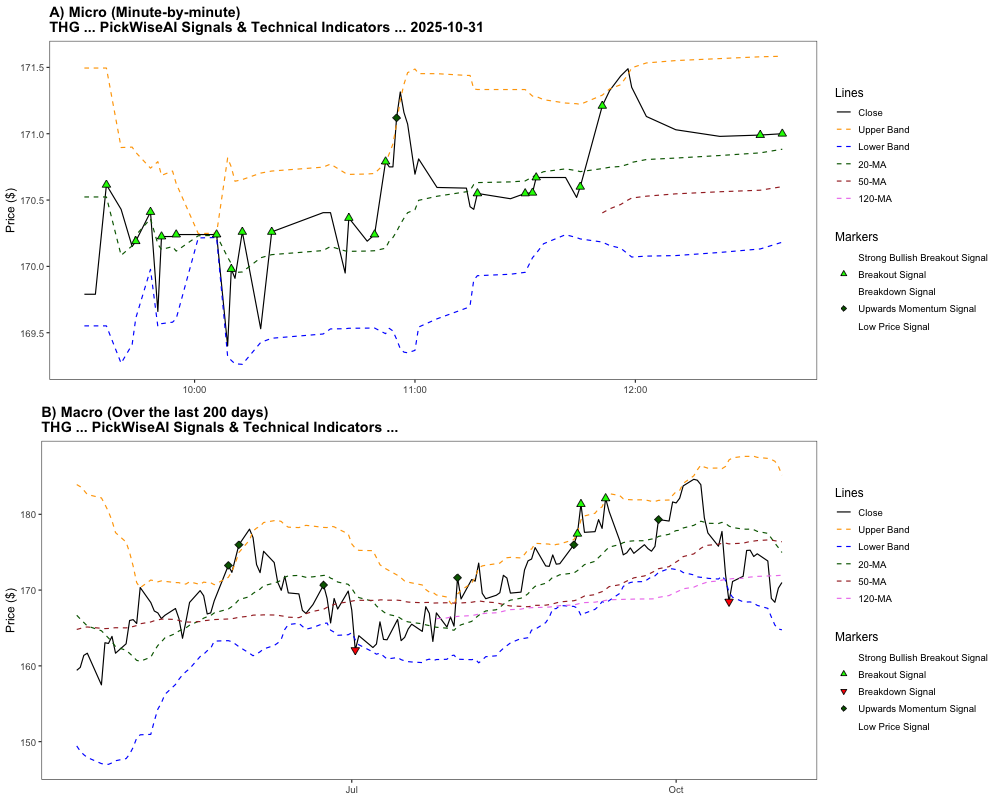 A) Micro (Minute-by-minute)
THG ... PickWiseAI Signals & Technical Indicators ... 2025-10-31
Price ($)
171.5
171.0
170.5
170.0
169.5
10:00
11:00
12:00
Lines
Close
Upper Band
Lower Band
20-MA
50-MA
120-MA
Markers
Strong Bullish Breakout Signal
Breakout Signal
Breakdown Signal
Upwards Momentum Signal
Low Price Signal
B) Macro (Over the last 200 days)
THG ... PickWiseAI Signals & Technical Indicators ...
Price ($)
180
170
160
150
Jul
Oct
Lines
Close
Upper Band
Lower Band
20-MA
50-MA
120-MA
Markers
Strong Bullish Breakout Signal
Breakout Signal
Breakdown Signal
Upwards Momentum Signal
Low Price Signal